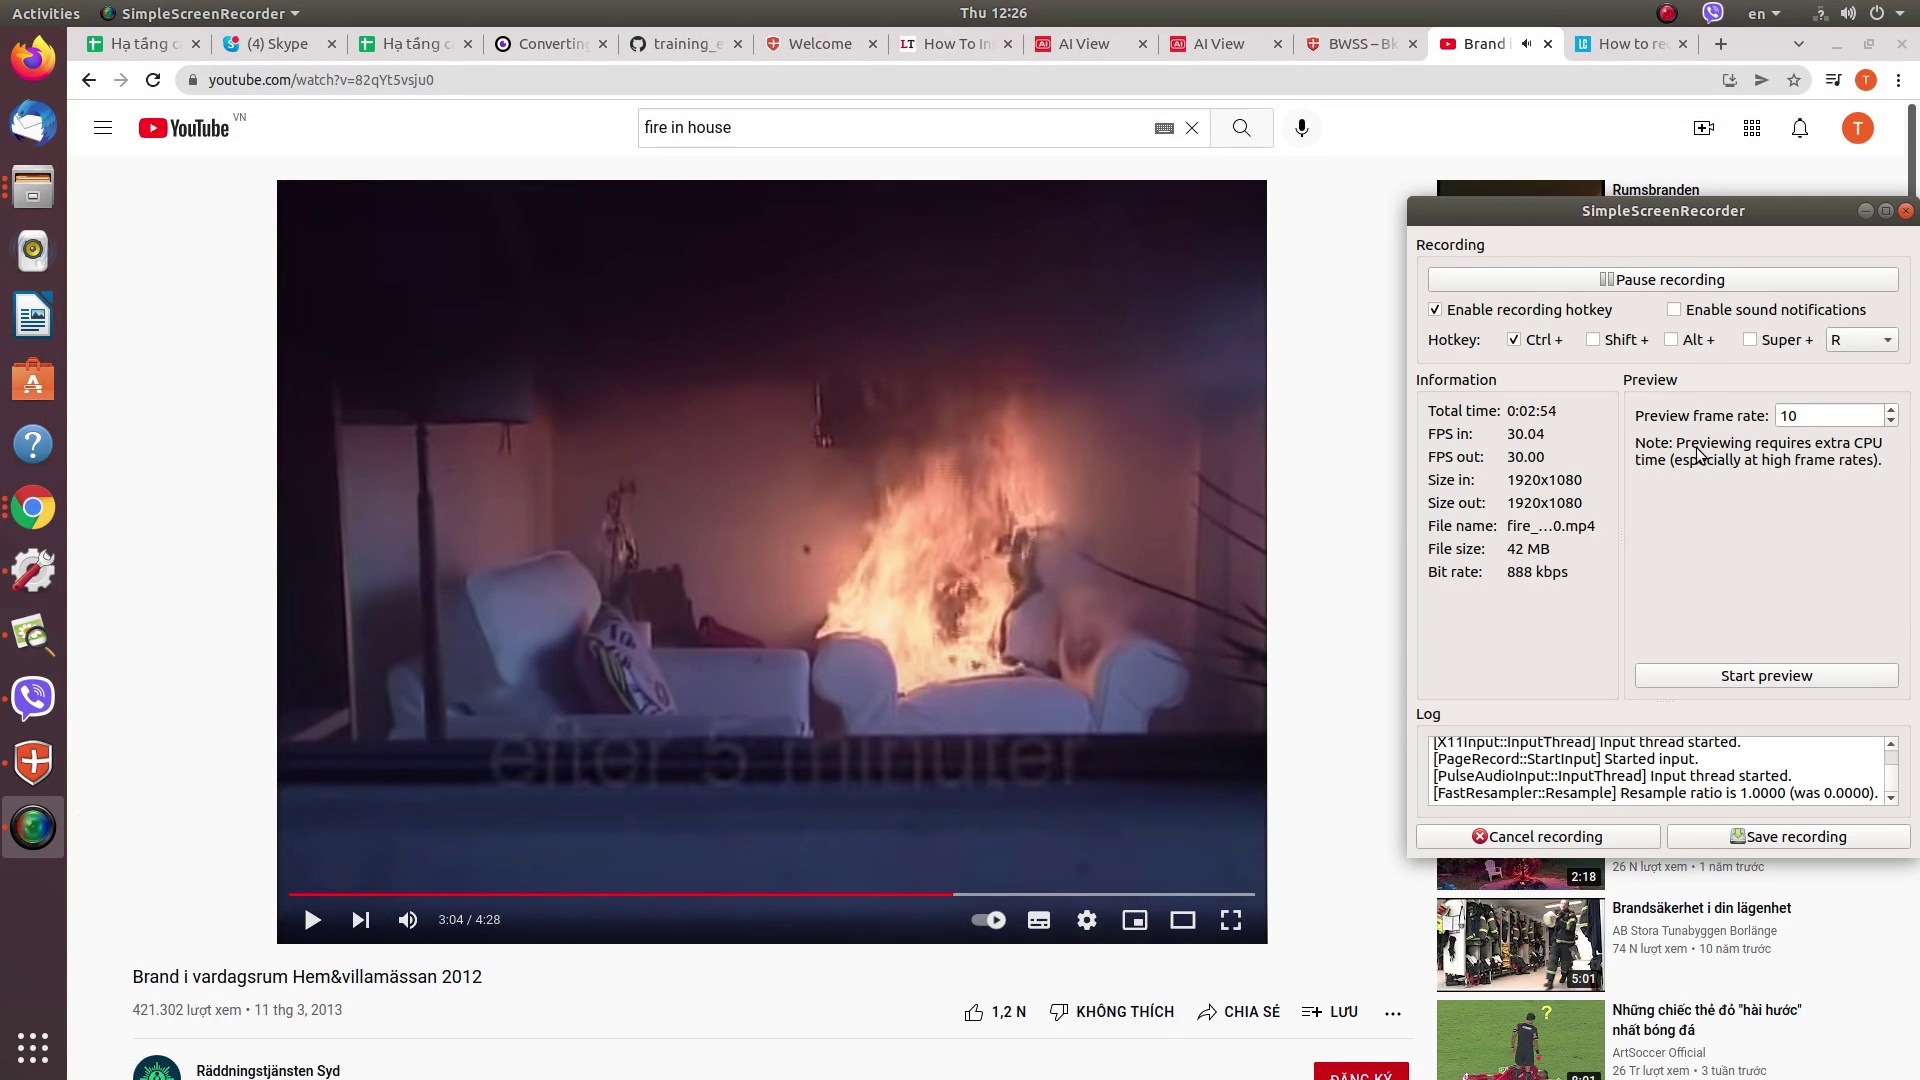 Activities
SimpleScreenRecorder
Thu 12:26
en
Hạ tầng c
(4) Skype
Hạ tầng c
Converting
training_e
Welcome
How To In
AI View
AI View
BWSS – Bk
Brand i
How to re
youtube.com/watch?v=82qYt5vsju0
YouTube VN
fire in house
T
T
Rumsbranden
SimpleScreenRecorder
Recording
Pause recording
Enable recording hotkey
Enable sound notifications
Hotkey: Ctrl + Shift + Alt + Super + R
Information
Preview
Total time: 0:02:54
FPS in: 30.04
FPS out: 30.00
Size in: 1920x1080
Size out: 1920x1080
File name: fire_...0.mp4
File size: 42 MB
Bit rate: 888 kbps
Preview frame rate: 10
Note: Previewing requires extra CPU
time (especially at high frame rates).
Start preview
Log
[X11Input::InputThread] Input thread started.
[PageRecord::StartInput] Started input.
[PulseAudioInput::InputThread] Input thread started.
[FastResampler::Resample] Resample ratio is 1.0000 (was 0.0000).
Cancel recording
Save recording
efter 5 minuter
3:04 / 4:28
Brand i vardagsrum Hem&villamässan 2012
421.302 lượt xem • 11 thg 3, 2013
1,2 N
KHÔNG THÍCH
CHIA SẺ
LƯU
Räddningstjänsten Syd
ĐĂNG KÝ
26 N lượt xem • 1 năm trước
2:18
Brandsäkerhet i din lägenhet
AB Stora Tunabyggen Borlänge
74 N lượt xem • 10 năm trước
5:01
Những chiếc thẻ đỏ "hài hước"
nhất bóng đá
ArtSoccer Official
26 Tr lượt xem • 3 tuần trước
8:01